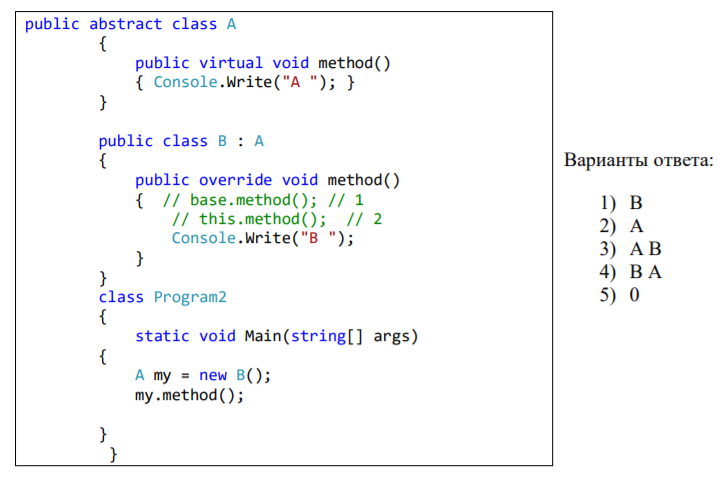 public abstract class A
{
public virtual void method()
{ Console.Write("A "); }
}
public class B : A
{
public override void method()
{ // base.method(); // 1
// this.method(); // 2
Console.Write("B ");
}
}
class Program2
{
static void Main(string[] args)
{
A my = new B();
my.method();
}
}
Варианты ответа:
1) B
2) A
3) A B
4) B A
5) 0